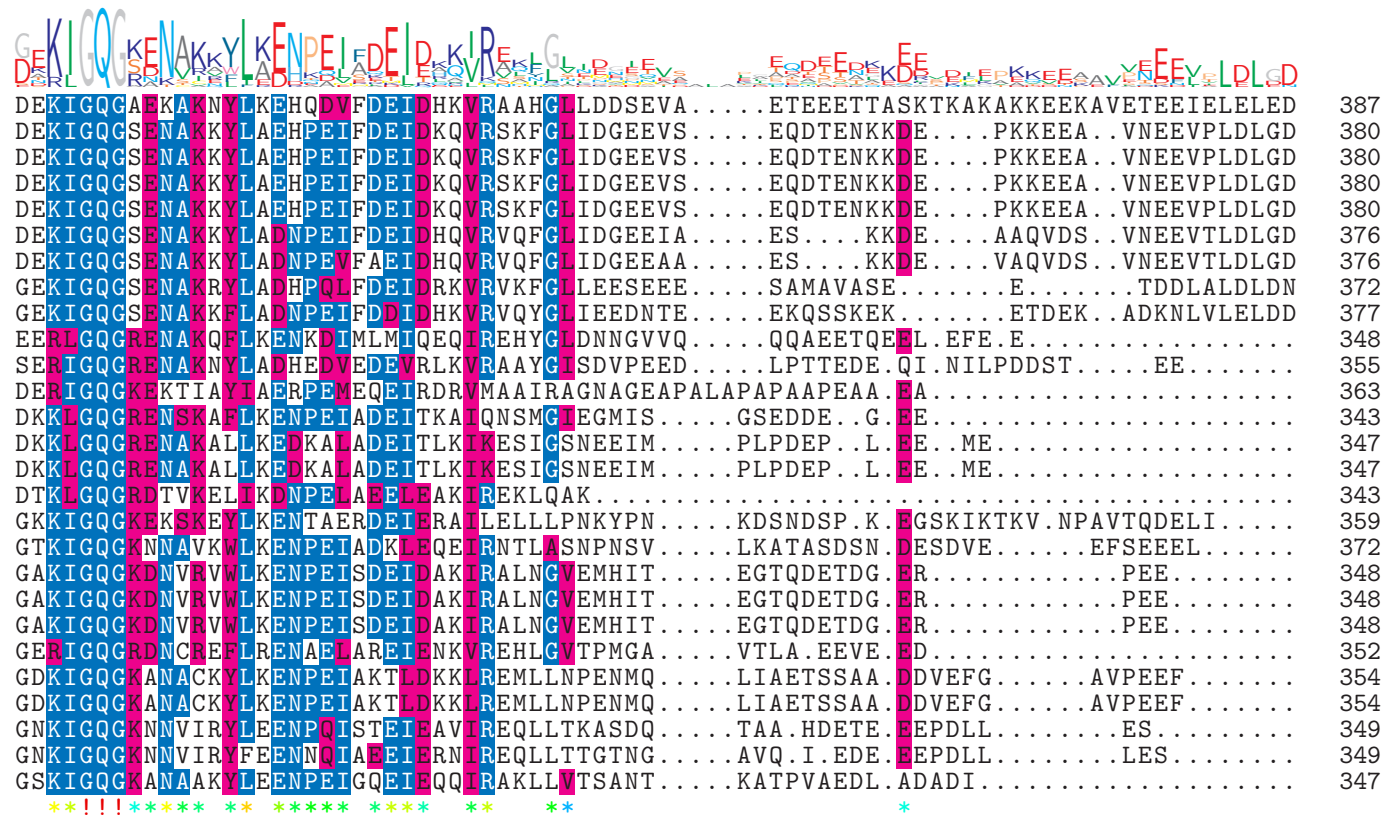 DEKIGQGAEKAKNYLKEHQDVFDEIDHKVRAAHGLLDDSEVA.....ETEEETTASKTKAKAKKEEKAVETEEIELELED 387
DEKIGQGSENAKKYLAEHPEIFDEIDKQVRSKFGLIDGEEVS.....EQDTENKKDE....PKKEEA..VNEEVPLDLGD 380
DEKIGQGSENAKKYLAEHPEIFDEIDKQVRSKFGLIDGEEVS.....EQDTENKKDE....PKKEEA..VNEEVPLDLGD 380
DEKIGQGSENAKKYLAEHPEIFDEIDKQVRSKFGLIDGEEVS.....EQDTENKKDE....PKKEEA..VNEEVPLDLGD 380
DEKIGQGSENAKKYLAEHPEIFDEIDKQVRSKFGLIDGEEVS.....EQDTENKKDE....PKKEEA..VNEEVPLDLGD 380
DEKIGQGSENAKKYLADNPEIFDEIDHQVRVQFGLIDGEEIA.....ES....KKDE....AAQVDS..VNEEVTLDLGD 376
DEKIGQGSENAKKYLADNPEVFAEIDHQVRVQFGLIDGEEAA.....ES....KKDE....VAQVDS..VNEEVTLDLGD 376
GEKIGQGSENAKRYLADHPQLFDEIDRKVRVKFGLLEESEEE.....SAMAVASE.......E.......TDDLALDLDN 372
GEKIGQGSENAKKFLADNPEIFDDIDHKVRVQYGLIEEDNTE.....EKQSSKEK.......ETDEK..ADKNLVLELDD 377
EERLGQGRENAKQFLKENKDIMLMIQEQIREHYGLDNNGVVQ.....QQAEETQEEL.EFE.E................. 348
SERIGQGRENAKNYLADHEDVEDEVRLKVRAAYGISDVPEED.....LPTTEDE.QI.NILPDDST.....EE....... 355
DERIGQGKEKTIAYIAERPEMEQEIRDRVMAAIRAGNAGEAPALAPAPAAPEAA.EA....................... 363
DKKLGQGRENSKAFLKENPEIADEITKAIQNSMGIEGMIS.....GSEDDE..G.EE....................... 343
DKKLGQGRENAKALLKEDKALADEITLKIKESIGSNEEIM.....PLPDEP..L.EE..ME................... 347
DKKLGQGRENAKALLKEDKALADEITLKIKESIGSNEEIM.....PLPDEP..L.EE..ME................... 347
DTKLGQGRDTVKELIKDNPELAEELEAKIREKLQAK............................................ 343
GKKIGQGKEKSKEYLKENTAERDEIERAILELLLPNKYPN.....KDSNDSP.K.EGSKIKTKV.NPAVTQDELI..... 359
GTKIGQGKNNAVKWLKENPEIADKLEQEIRNTLASNPNSV.....LKATASDSN.DESDVE.......EFSEEEL..... 372
GAKIGQGKDNVRVWLKENPEISDEIDAKIRALNGVEMHIT.....EGTQDETDG.ER............PEE........ 348
GAKIGQGKDNVRVWLKENPEISDEIDAKIRALNGVEMHIT.....EGTQDETDG.ER............PEE........ 348
GAKIGQGKDNVRVWLKENPEISDEIDAKIRALNGVEMHIT.....EGTQDETDG.ER............PEE........ 348
GERIGQGRDNCREFLRENAELAREIENKVREHLGVTPMGA.....VTLA.EEVE.ED....................... 352
GDKIGQGKANACKYLKENPEIAKTLDKKLREMLLNPENMQ.....LIAETSSAA.DDVEFG......AVPEEF....... 354
GDKIGQGKANACKYLKENPEIAKTLDKKLREMLLNPENMQ.....LIAETSSAA.DDVEFG......AVPEEF....... 354
GNKIGQGKNNVIRYLEENPQISTEIEAVIREQLLTKASDQ.....TAA.HDETE.EEPDLL........ES......... 349
GNKIGQGKNNVIRYFEENNQIAEEIERNIREQLLTTGTNG.....AVQ.I.EDE.EEPDLL........LES........ 349
GSKIGQGKANAAKYLEENPEIGQEIEQQIRAKLLVTSANT.....KATPVAEDL.ADADI.................... 347
**!!!***** ** ***** **** ** ** *